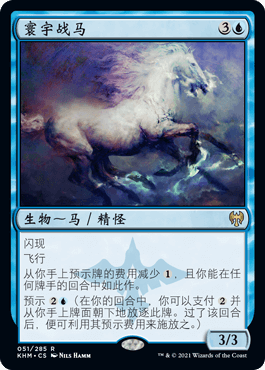 寰宇战马 3
生物～马／精怪
闪现
飞行
从你手上预示牌的费用减少 1，且你能在任
何牌手的回合中如此作。
预示 2（在你的回合中，你可以支付 2 并
从你手上面朝下地放逐此牌。过了该回合
后，便可利用其预示费用来施放之。）
3/3
051/285 R
KHM • CS NILS HAMM
™ & © 2021 Wizards of the Coast